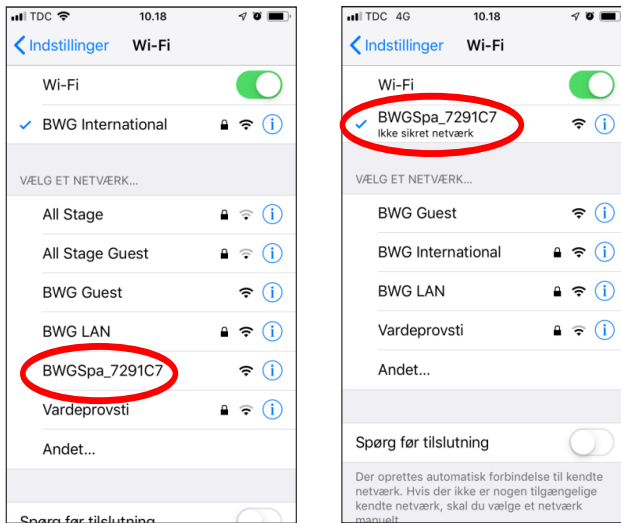 TDC 10.18
Indstillinger Wi-Fi
Wi-Fi
BWG International
VÆLG ET NETVÆRK...
All Stage
All Stage Guest
BWG Guest
BWG LAN
BWGSpa_7291C7
Vardeprovsti
Andet...
Spørg før tilslutning
TDC 4G 10.18
Indstillinger Wi-Fi
Wi-Fi
BWGSpa_7291C7
Ikke sikret netværk
VÆLG ET NETVÆRK...
BWG Guest
BWG International
BWG LAN
Vardeprovsti
Andet...
Spørg før tilslutning
Der oprettes automatisk forbindelse til kendte
netværk. Hvis der ikke er nogen tilgængelige
kendte netværk, skal du vælge et netværk
manuelt.